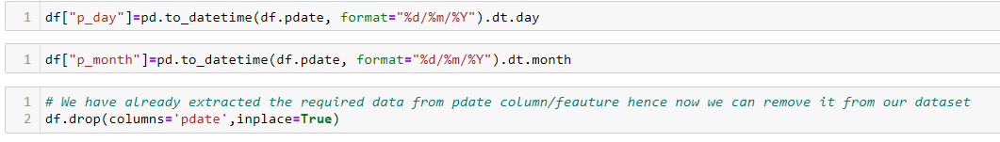 1 df["p_day"]=pd.to_datetime(df.pdate, format="%d/%m/%Y").dt.day
1 df["p_month"]=pd.to_datetime(df.pdate, format="%d/%m/%Y").dt.month
1 # We have already extracted the required data from pdate column/feauture hence now we can remove it from our dataset
2 df.drop(columns='pdate',inplace=True)